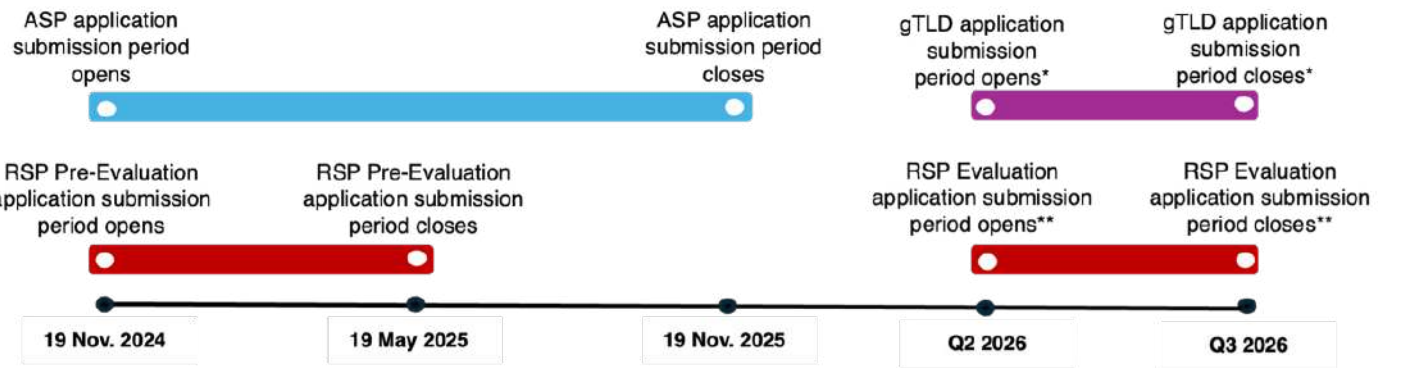 ASP application
submission period
opens
ASP application
submission period
closes
gTLD application
submission
period opens*
gTLD application
submission
period closes*
RSP Pre-Evaluation
application submission
period opens
RSP Pre-Evaluation
application submission
period closes
RSP Evaluation
application submission
period opens**
RSP Evaluation
application submission
period closes**
19 Nov. 2024
19 May 2025
19 Nov. 2025
Q2 2026
Q3 2026